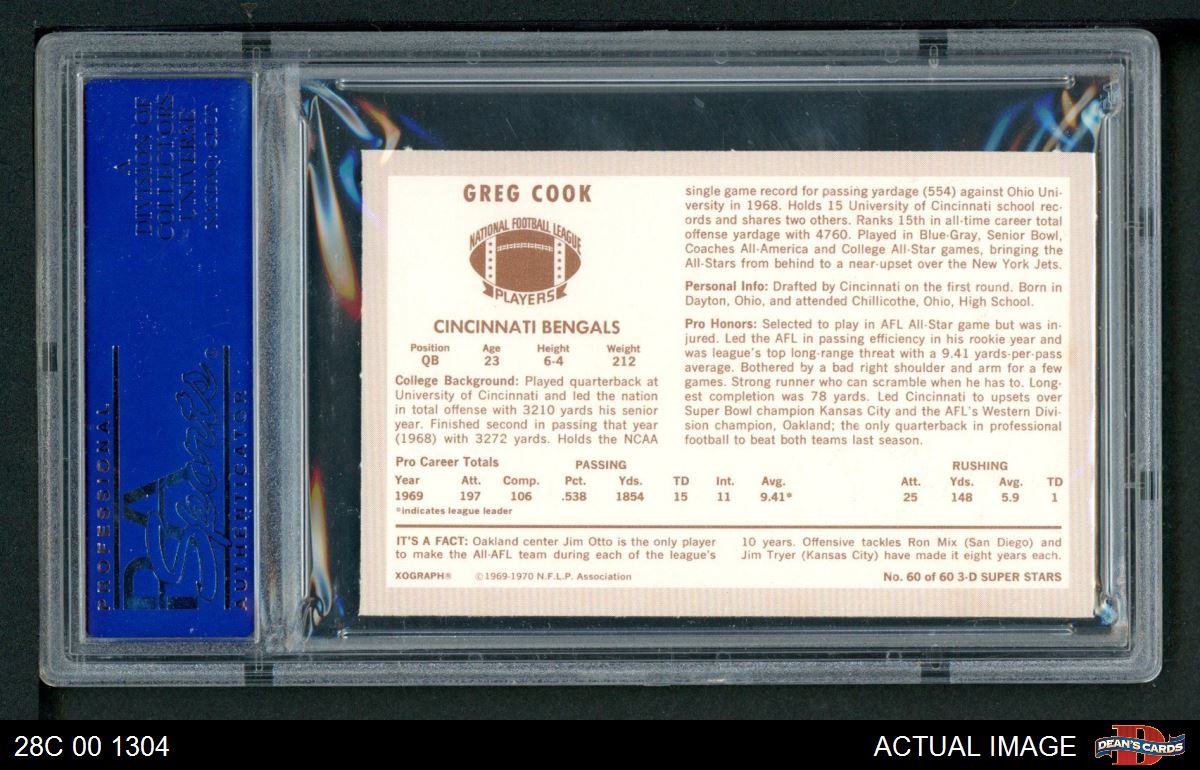 A
DIVISION OF
COLLECTORS
UNIVERSE
NASDAQ: CLCT
PROFESSIONAL
PSA
Sports®
AUTHENTICATOR
GREG COOK
NATIONAL FOOTBALL LEAGUE
PLAYERS
CINCINNATI BENGALS
Position Age Height Weight
QB 23 6-4 212
College Background: Played quarterback at
University of Cincinnati and led the nation
in total offense with 3210 yards his senior
year. Finished second in passing that year
(1968) with 3272 yards. Holds the NCAA
single game record for passing yardage (554) against Ohio Uni-
versity in 1968. Holds 15 University of Cincinnati school rec-
ords and shares two others. Ranks 15th in all-time career total
offense yardage with 4760. Played in Blue-Gray, Senior Bowl,
Coaches All-America and College All-Star games, bringing the
All-Stars from behind to a near-upset over the New York Jets.
Personal Info: Drafted by Cincinnati on the first round. Born in
Dayton, Ohio, and attended Chillicothe, Ohio, High School.
Pro Honors: Selected to play in AFL All-Star game but was in-
jured. Led the AFL in passing efficiency in his rookie year and
was league's top long-range threat with a 9.41 yards-per-pass
average. Bothered by a bad right shoulder and arm for a few
games. Strong runner who can scramble when he has to. Long-
est completion was 78 yards. Led Cincinnati to upsets over
Super Bowl champion Kansas City and the AFL's Western Divi-
sion champion, Oakland; the only quarterback in professional
football to beat both teams last season.
Pro Career Totals PASSING RUSHING
Year Att. Comp. Pct. Yds. TD Int. Avg. Att. Yds. Avg. TD
1969 197 106 .538 1854 15 11 9.41* 25 148 5.9 1
*indicates league leader
IT'S A FACT: Oakland center Jim Otto is the only player
to make the All-AFL team during each of the league's
10 years. Offensive tackles Ron Mix (San Diego) and
Jim Tryer (Kansas City) have made it eight years each.
XOGRAPH® ©1969-1970 N.F.L.P. Association No. 60 of 60 3-D SUPER STARS
28C 00 1304 ACTUAL IMAGE DEAN'S CARDS